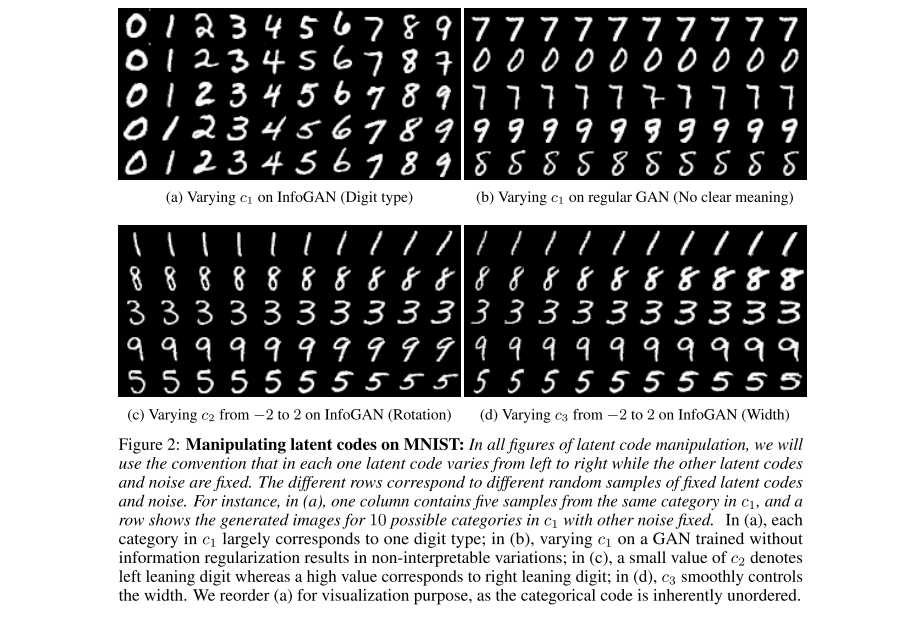 0 1 2 3 4 5 6 7 8 9 7 7 7 7 7 7 7 7 7 7
0 1 2 3 4 5 6 7 8 7 0 0 0 0 0 0 0 0 0 0
0 1 2 3 4 5 6 7 8 9 7 7 7 7 7 7 7 7 7 7
0 1 2 3 4 5 6 7 8 9 9 9 9 9 9 9 9 9 9 9
0 1 2 3 4 5 6 7 8 9 8 8 8 8 8 8 8 8 8 8
(a) Varying c₁ on InfoGAN (Digit type) (b) Varying c₁ on regular GAN (No clear meaning)
1 1 1 1 1 1 1 1 1 1 1 1 1 1 1 1 1 1 1 1
8 8 8 8 8 8 8 8 8 8 8 8 8 8 8 8 8 8 8 8
3 3 3 3 3 3 3 3 3 3 3 3 3 3 3 3 3 3 3 3
9 9 9 9 9 9 9 9 9 9 9 9 9 9 9 9 9 9 9 9
5 5 5 5 5 5 5 5 5 5 5 5 5 5 5 5 5 5 5 5
(c) Varying c₂ from −2 to 2 on InfoGAN (Rotation) (d) Varying c₃ from −2 to 2 on InfoGAN (Width)
Figure 2: Manipulating latent codes on MNIST: In all figures of latent code manipulation, we will
use the convention that in each one latent code varies from left to right while the other latent codes
and noise are fixed. The different rows correspond to different random samples of fixed latent codes
and noise. For instance, in (a), one column contains five samples from the same category in c₁, and a
row shows the generated images for 10 possible categories in c₁ with other noise fixed. In (a), each
category in c₁ largely corresponds to one digit type; in (b), varying c₁ on a GAN trained without
information regularization results in non-interpretable variations; in (c), a small value of c₂ denotes
left leaning digit whereas a high value corresponds to right leaning digit; in (d), c₃ smoothly controls
the width. We reorder (a) for visualization purpose, as the categorical code is inherently unordered.